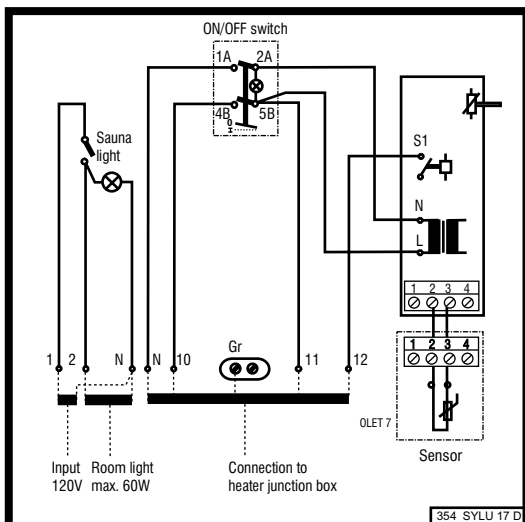 ON/OFF switch
1A 2A
4B 5B
0
I
Sauna
light
S1
N
L
1 2 3 4
1 2 3 4
OLET 7
Sensor
1 2 N N 10 Gr 11 12
Input
120V
Room light
max. 60W
Connection to
heater junction box
354 SYLU 17 D